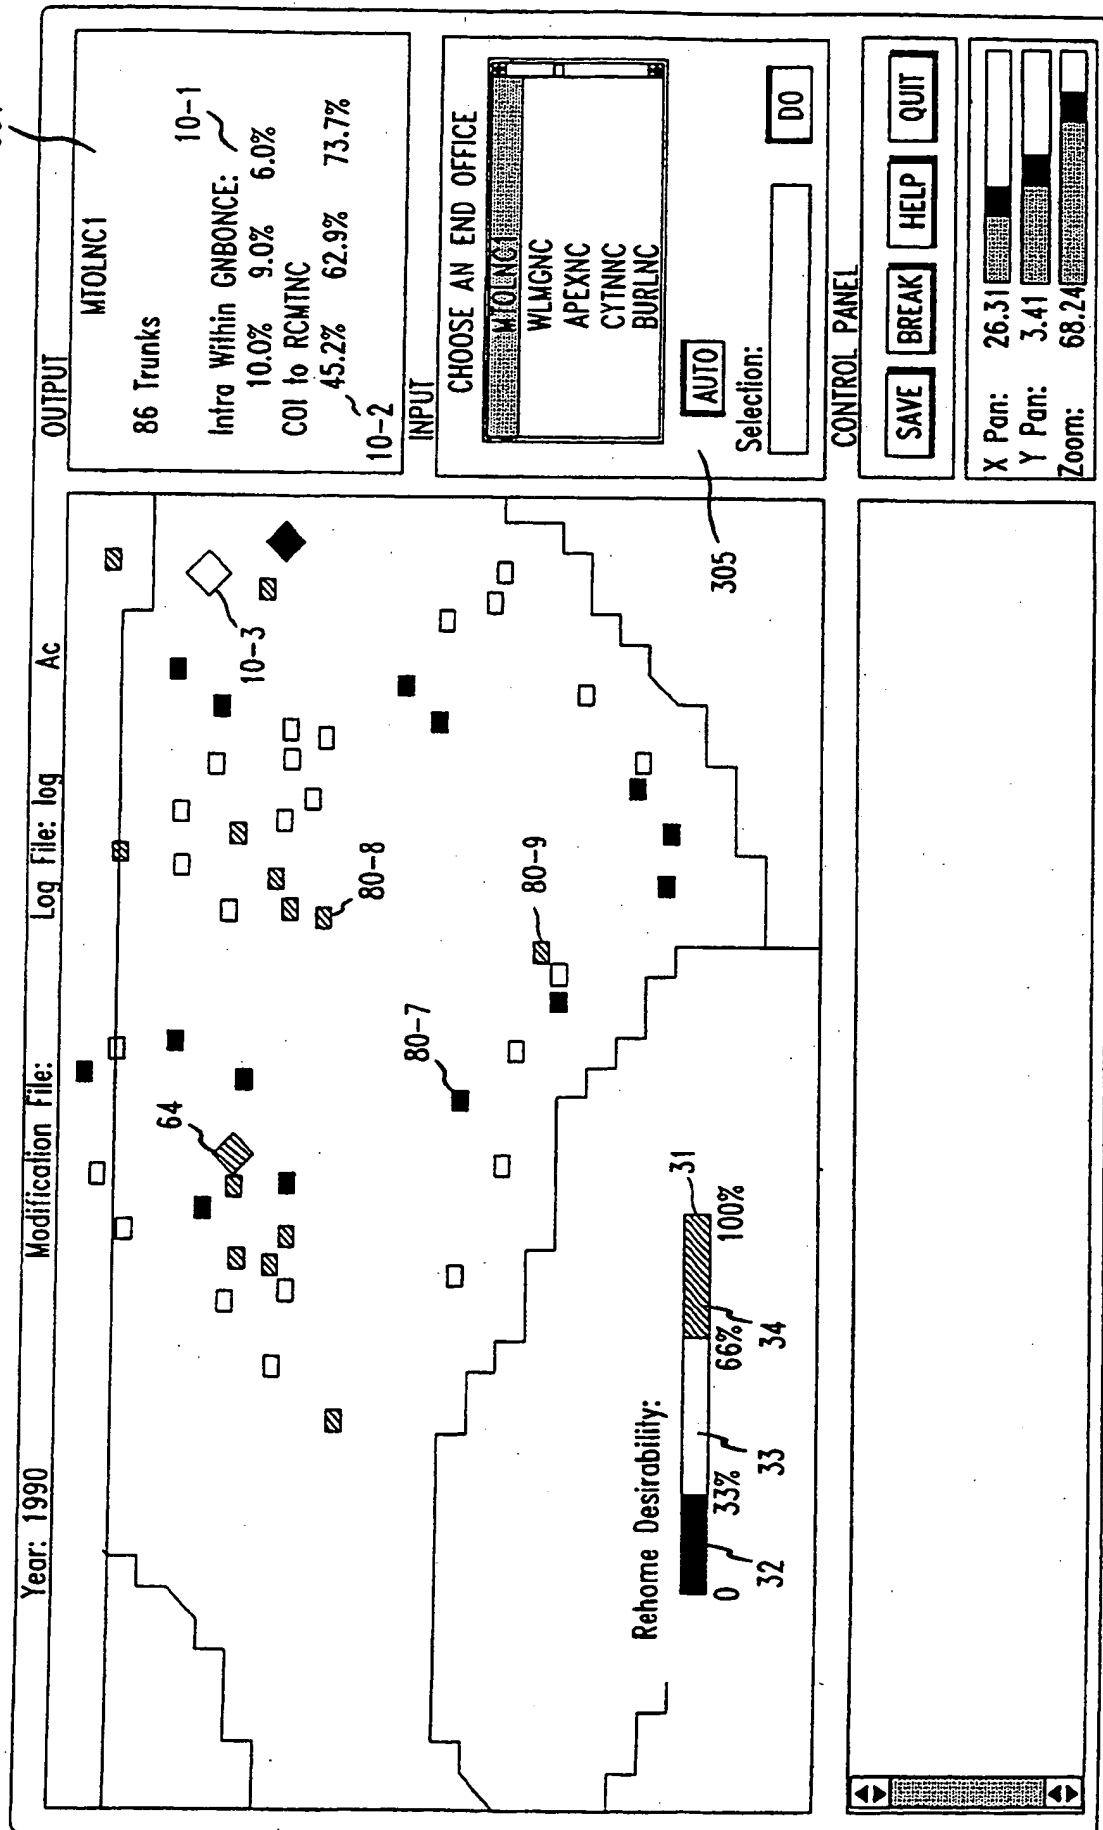 Year: 1990
Modification File:
Log File: log
Ac
OUTPUT
MTOLNC1
86 Trunks
Intra Within GNBONCE:
10-1
10.0% 9.0% 6.0%
COI to RCMTNC
45.2% 62.9% 73.7%
10-2
INPUT
CHOOSE AN END OFFICE
MTOLNC1
WLMGNC
APEXNC
CYTNNC
BURLNC
AUTO
Selection:
DO
305
CONTROL PANEL
SAVE BREAK HELP QUIT
X Pan: 26.31
Y Pan: 3.41
Zoom: 68.24
64
10-3
80-8
80-9
80-7
Rehome Desirability:
31
0 33% 66% 100%
32 33 34